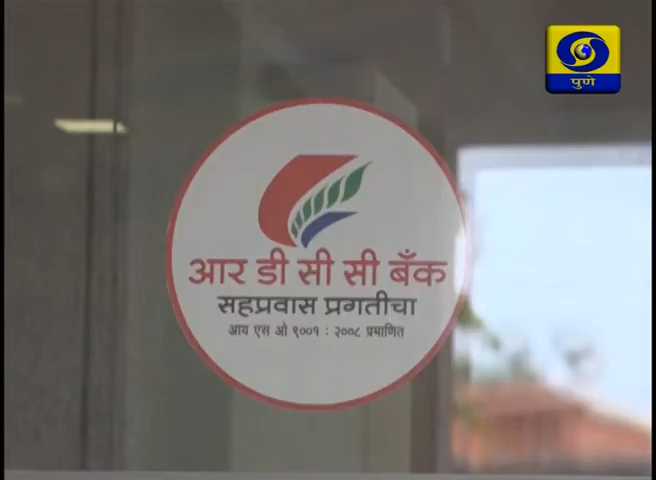 पुणे
आर डी सी सी बँक
सहप्रवास प्रगतीचा
आय एस ओ ९००१ : २००८ प्रमाणित